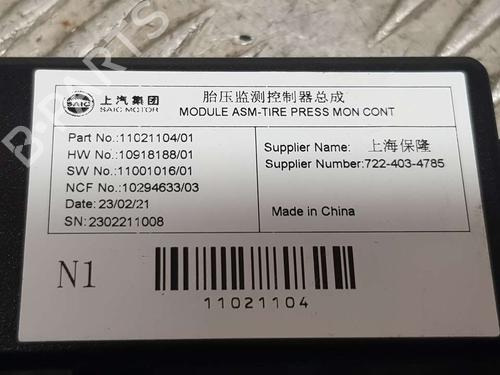 上汽集团
SAIC
SAIC MOTOR
胎压监测控制器总成
MODULE ASM-TIRE PRESS MON CONT
Part No.:11021104/01
HW No.:10918188/01
SW No.:11001016/01
NCF No.:10294633/03
Date: 23/02/21
SN: 2302211008
Supplier Name: 上海保隆
Supplier Number:722-403-4785
Made in China
N1
11021104
B-PARTS